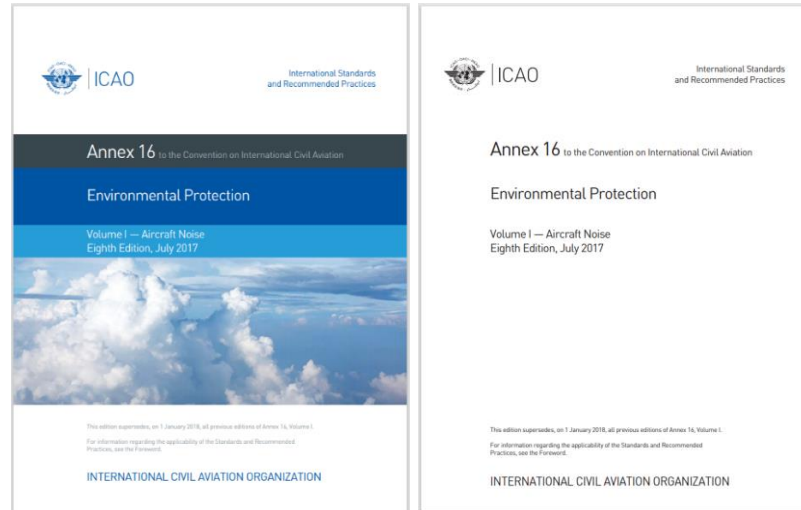 ICAO
International Standards
and Recommended Practices
Annex 16 to the Convention on International Civil Aviation
Environmental Protection
Volume I — Aircraft Noise
Eighth Edition, July 2017
This edition supersedes, on 1 January 2018, all previous editions of Annex 16, Volume I.
For information regarding the applicability of the Standards and Recommended
Practices, see the Foreword.
INTERNATIONAL CIVIL AVIATION ORGANIZATION
ICAO
International Standards
and Recommended Practices
Annex 16 to the Convention on International Civil Aviation
Environmental Protection
Volume I — Aircraft Noise
Eighth Edition, July 2017
This edition supersedes, on 1 January 2018, all previous editions of Annex 16, Volume I.
For information regarding the applicability of the Standards and Recommended
Practices, see the Foreword.
INTERNATIONAL CIVIL AVIATION ORGANIZATION